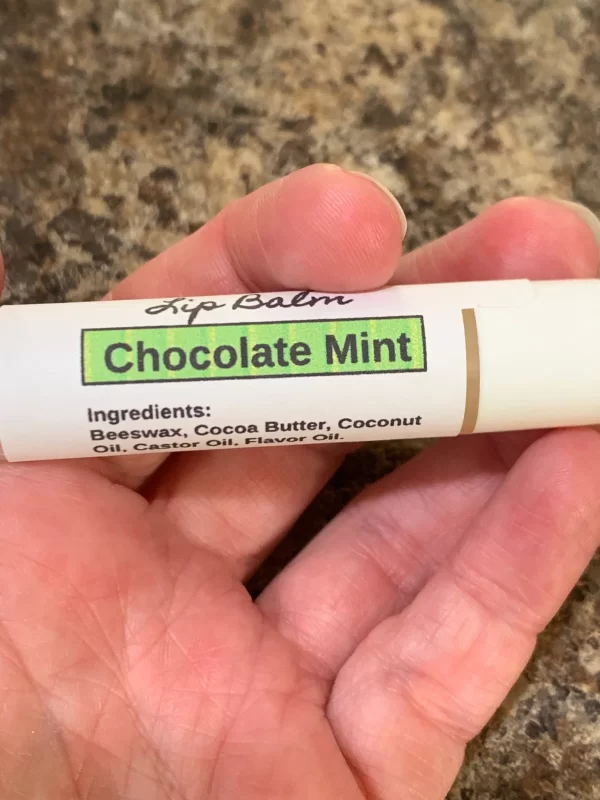 Lip Balm
Chocolate Mint
Ingredients:
Beeswax, Cocoa Butter, Coconut
Oil, Castor Oil, Flavor Oil.